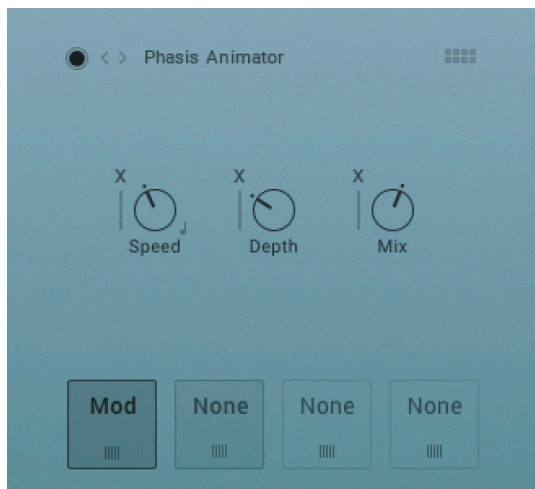 Phasis Animator
X X X
Speed Depth Mix
Mod None None None